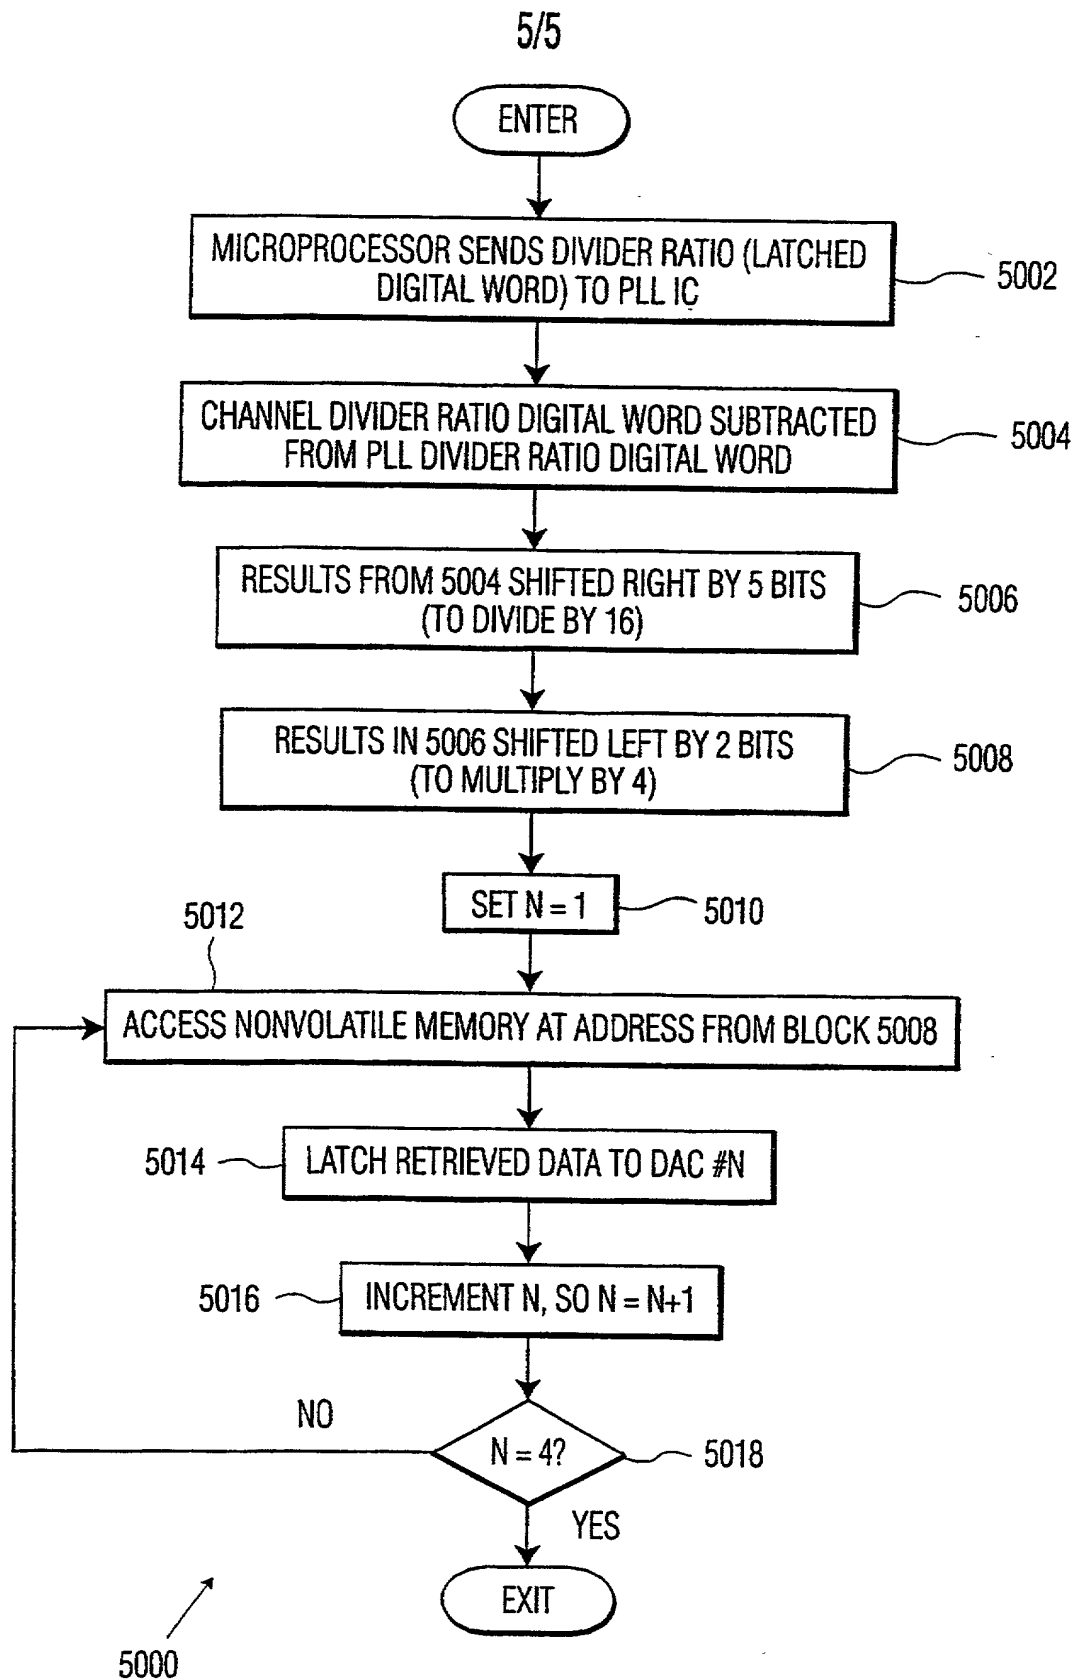 5/5
ENTER
MICROPROCESSOR SENDS DIVIDER RATIO (LATCHED
DIGITAL WORD) TO PLL IC
5002
CHANNEL DIVIDER RATIO DIGITAL WORD SUBTRACTED
FROM PLL DIVIDER RATIO DIGITAL WORD
5004
RESULTS FROM 5004 SHIFTED RIGHT BY 5 BITS
(TO DIVIDE BY 16)
5006
RESULTS IN 5006 SHIFTED LEFT BY 2 BITS
(TO MULTIPLY BY 4)
5008
SET N = 1
5010
5012
ACCESS NONVOLATILE MEMORY AT ADDRESS FROM BLOCK 5008
5014
LATCH RETRIEVED DATA TO DAC #N
5016
INCREMENT N, SO N = N+1
NO
N = 4?
5018
YES
EXIT
5000